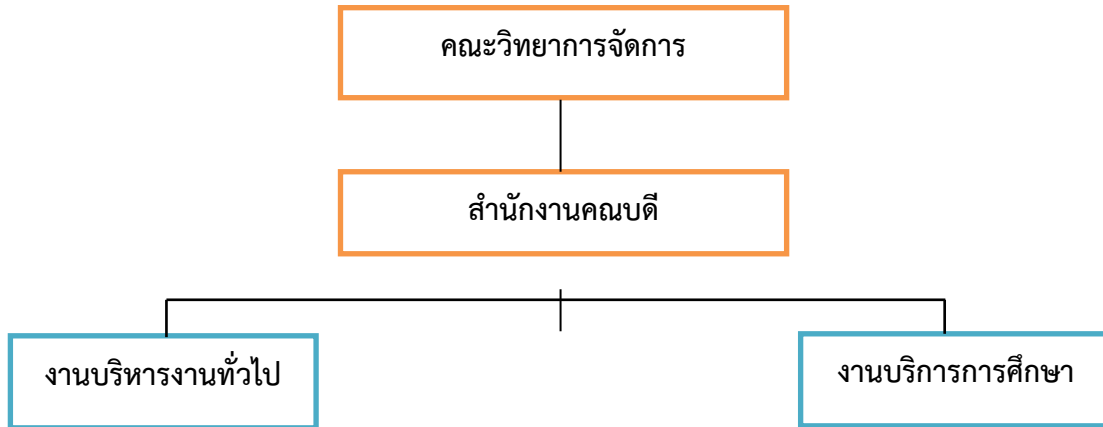 คณะวิทยาการจัดการ
สำนักงานคณบดี
งานบริหารงานทั่วไป
งานบริการการศึกษา